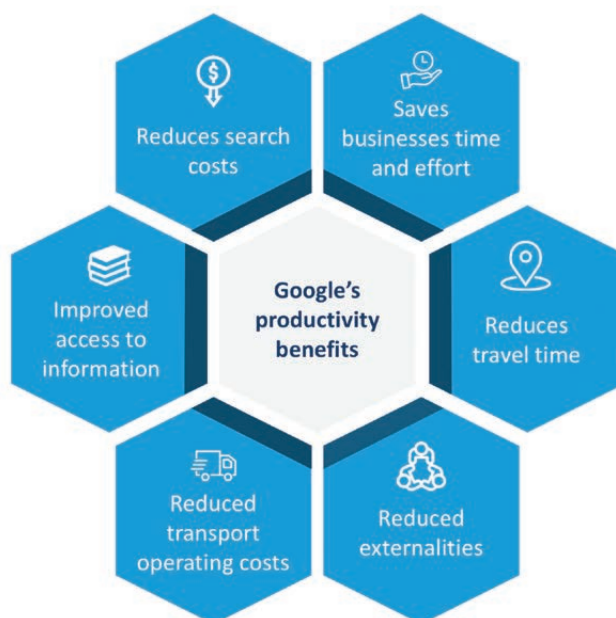 Reduces search
costs
Saves
businesses time
and effort
Improved
access to
information
Google’s
productivity
benefits
Reduces
travel time
Reduced
transport
operating costs
Reduced
externalities